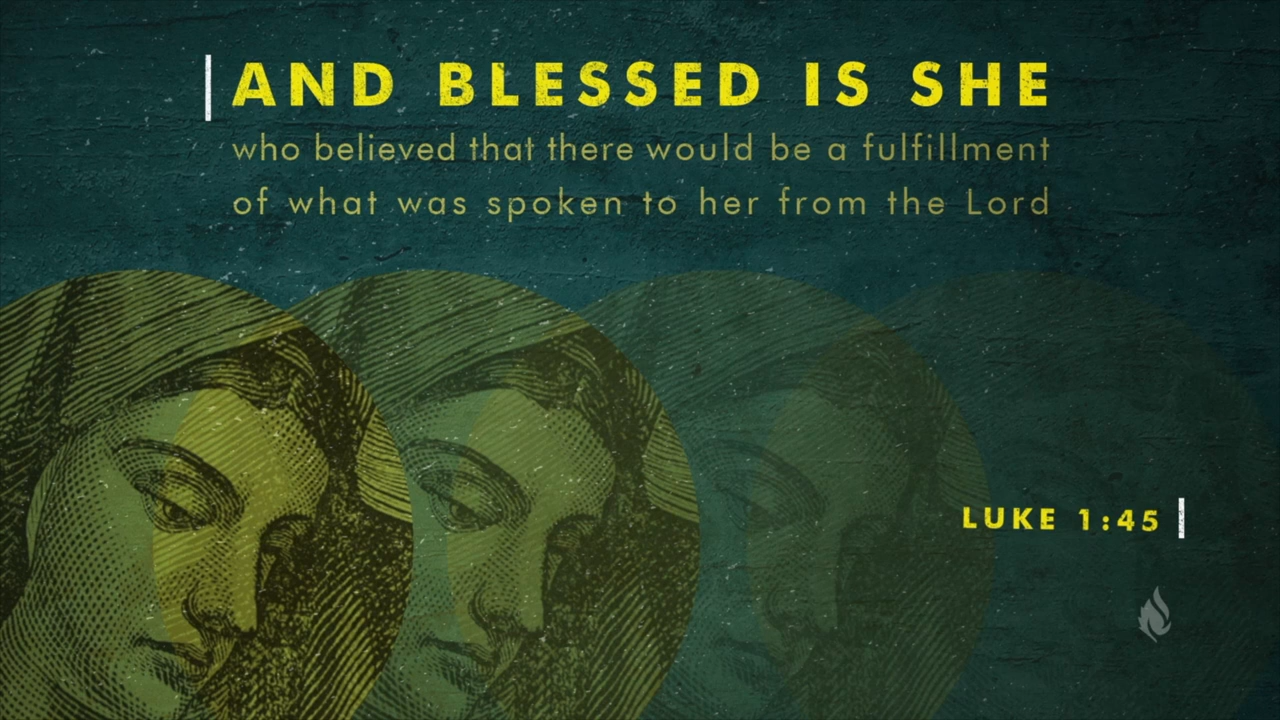 AND BLESSED IS SHE
who believed that there would be a fulfillment
of what was spoken to her from the Lord
LUKE 1:45